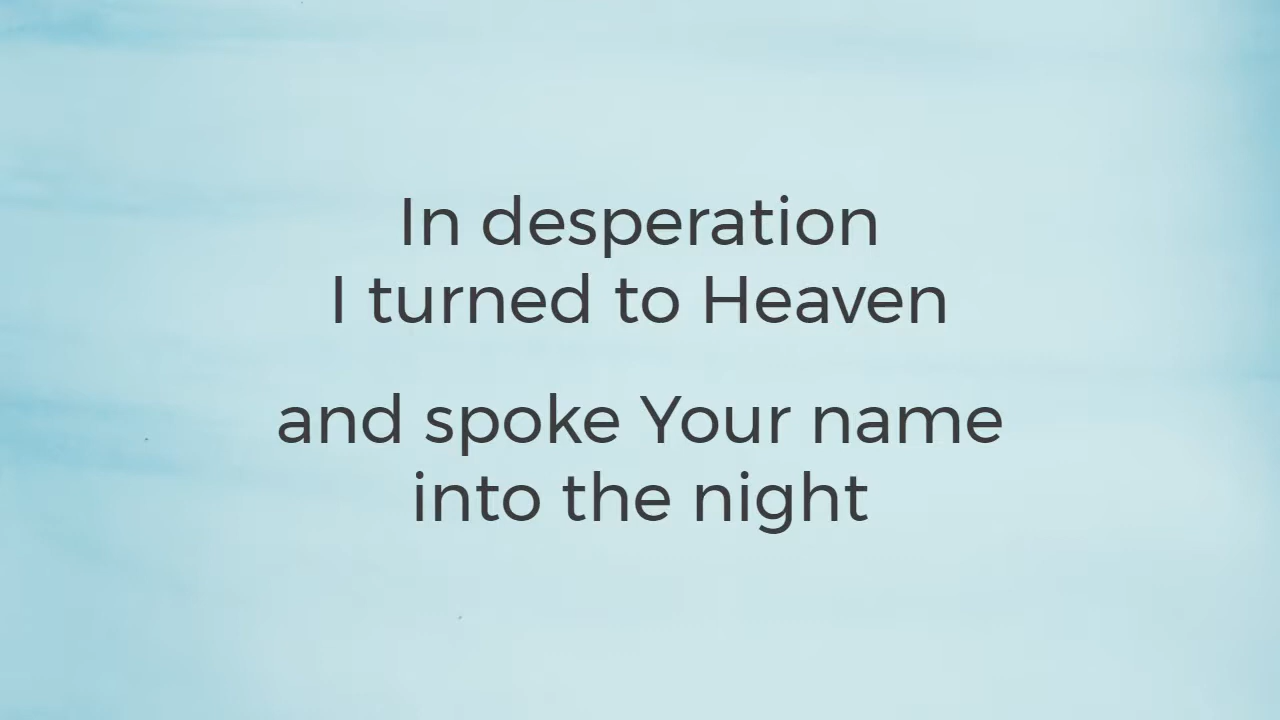 In desperation
I turned to Heaven
and spoke Your name
into the night